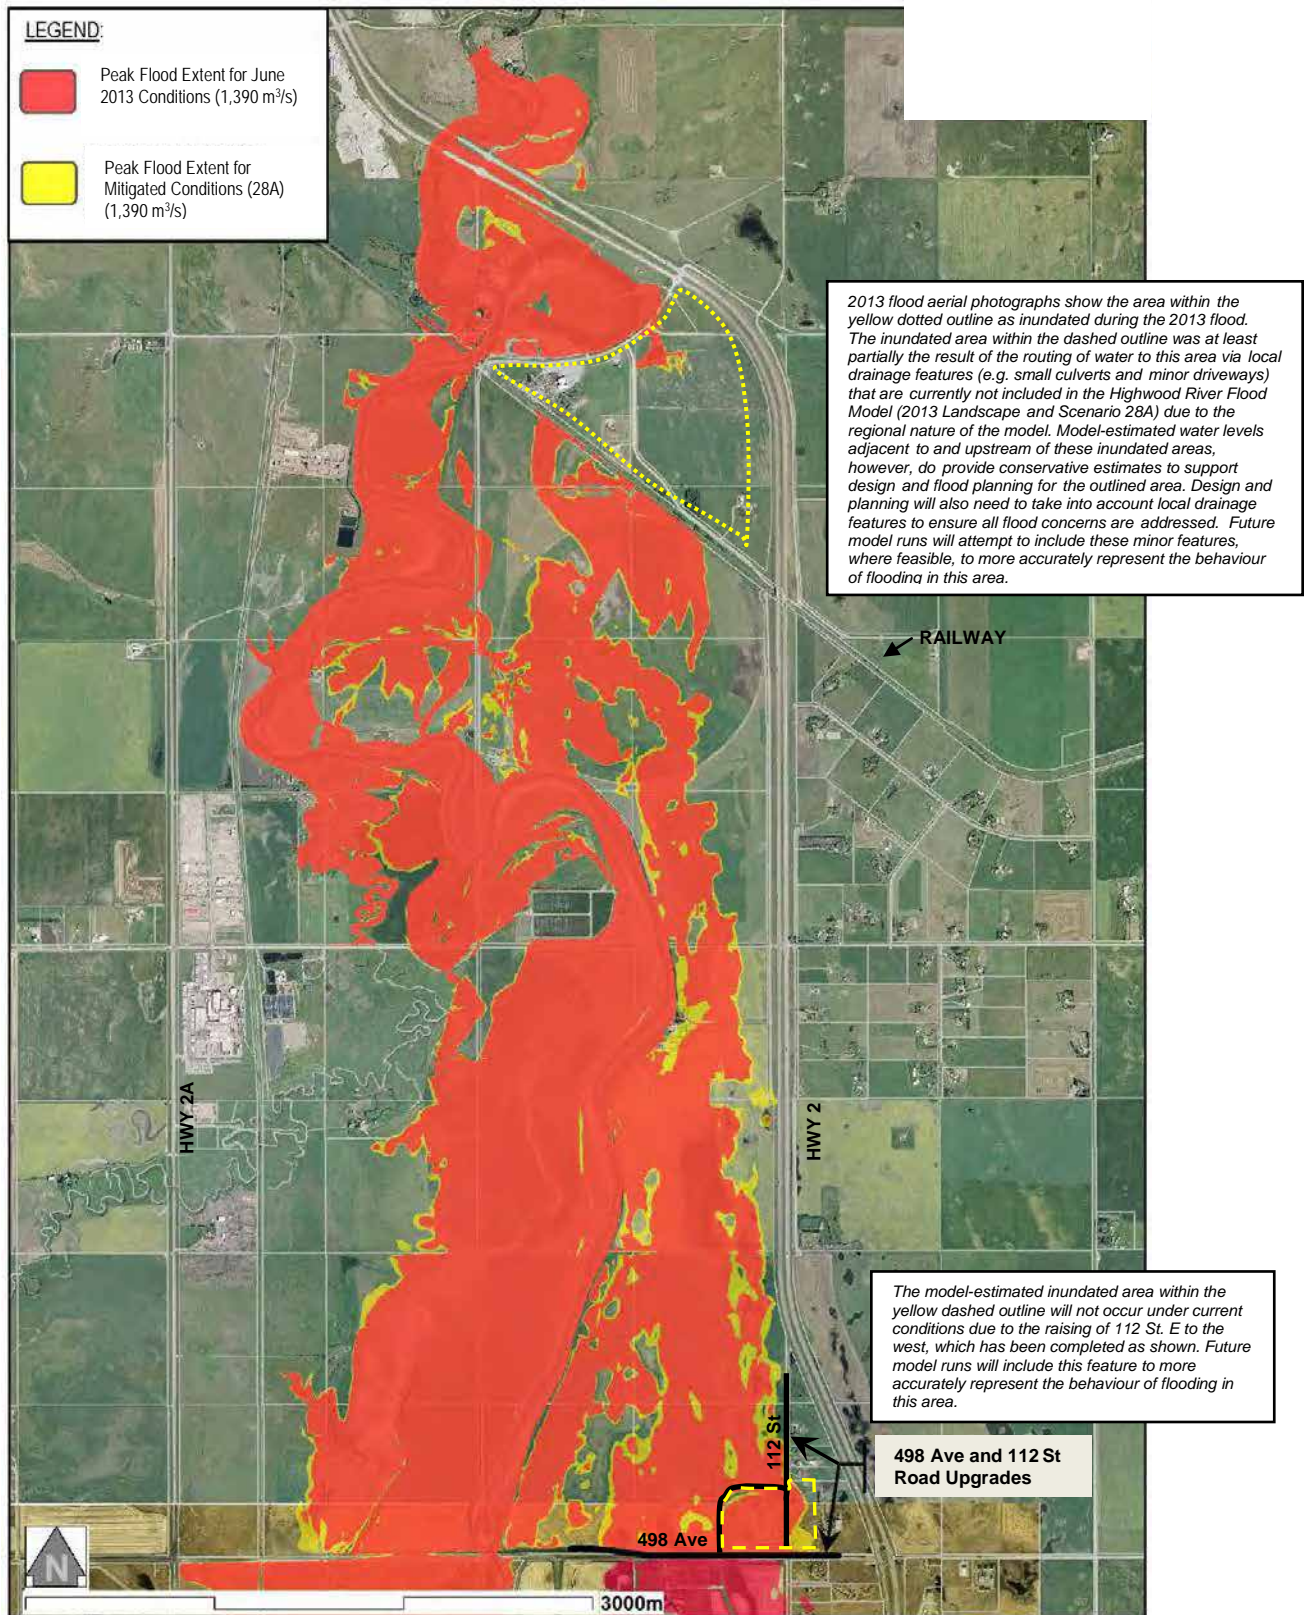 LEGEND:
Peak Flood Extent for June
2013 Conditions (1,390 m³/s)
Peak Flood Extent for
Mitigated Conditions (28A)
(1,390 m³/s)
2013 flood aerial photographs show the area within the
yellow dotted outline as inundated during the 2013 flood.
The inundated area within the dashed outline was at least
partially the result of the routing of water to this area via local
drainage features (e.g. small culverts and minor driveways)
that are currently not included in the Highwood River Flood
Model (2013 Landscape and Scenario 28A) due to the
regional nature of the model. Model-estimated water levels
adjacent to and upstream of these inundated areas,
however, do provide conservative estimates to support
design and flood planning for the outlined area. Design and
planning will also need to take into account local drainage
features to ensure all flood concerns are addressed. Future
model runs will attempt to include these minor features,
where feasible, to more accurately represent the behaviour
of flooding in this area.
RAILWAY
HWY 2A
HWY 2
The model-estimated inundated area within the
yellow dashed outline will not occur under current
conditions due to the raising of 112 St. E to the
west, which has been completed as shown. Future
model runs will include this feature to more
accurately represent the behaviour of flooding in
this area.
112 St
498 Ave and 112 St
Road Upgrades
498 Ave
N
3000m